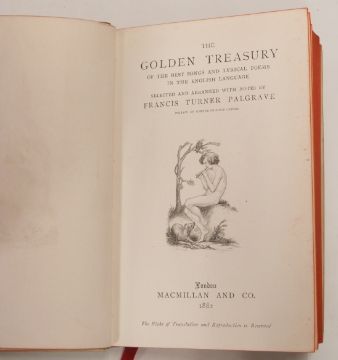 THE
GOLDEN TREASURY
OF THE BEST SONGS AND LYRICAL POEMS
IN THE ENGLISH LANGUAGE
SELECTED AND ARRANGED WITH NOTES BY
FRANCIS TURNER PALGRAVE
London
MACMILLAN AND CO.
1882
The Right of Translation and Reproduction is Reserved